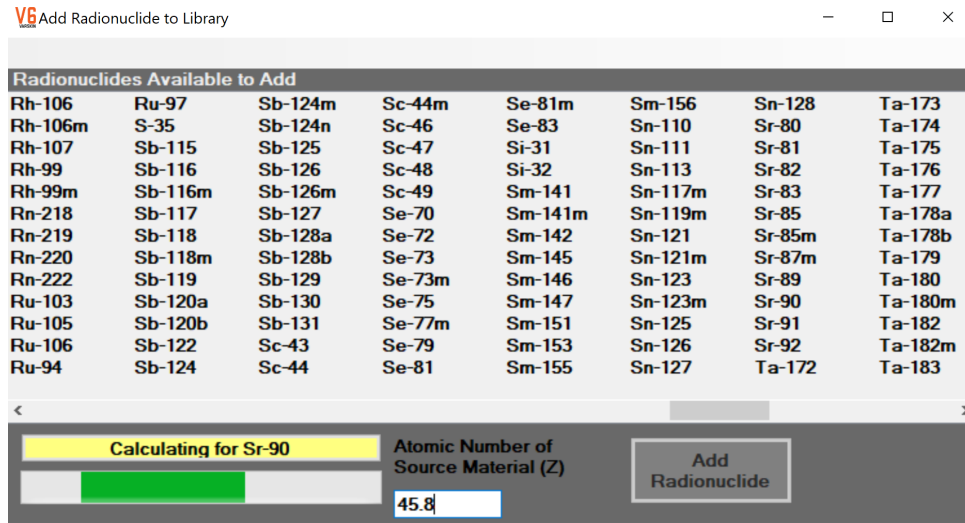 V6 Add Radionuclide to Library
VARSKIN
Radionuclides Available to Add
Rh-106 Ru-97 Sb-124m Sc-44m Se-81m Sm-156 Sn-128 Ta-173
Rh-106m S-35 Sb-124n Sc-46 Se-83 Sn-110 Sr-80 Ta-174
Rh-107 Sb-115 Sb-125 Sc-47 Si-31 Sn-111 Sr-81 Ta-175
Rh-99 Sb-116 Sb-126 Sc-48 Si-32 Sn-113 Sr-82 Ta-176
Rh-99m Sb-116m Sb-126m Sc-49 Sm-141 Sn-117m Sr-83 Ta-177
Rn-218 Sb-117 Sb-127 Se-70 Sm-141m Sn-119m Sr-85 Ta-178a
Rn-219 Sb-118 Sb-128a Se-72 Sm-142 Sn-121 Sr-85m Ta-178b
Rn-220 Sb-118m Sb-128b Se-73 Sm-145 Sn-121m Sr-87m Ta-179
Rn-222 Sb-119 Sb-129 Se-73m Sm-146 Sn-123 Sr-89 Ta-180
Ru-103 Sb-120a Sb-130 Se-75 Sm-147 Sn-123m Sr-90 Ta-180m
Ru-105 Sb-120b Sb-131 Se-77m Sm-151 Sn-125 Sr-91 Ta-182
Ru-106 Sb-122 Sc-43 Se-79 Sm-153 Sn-126 Sr-92 Ta-182m
Ru-94 Sb-124 Sc-44 Se-81 Sm-155 Sn-127 Ta-172 Ta-183
Calculating for Sr-90
Atomic Number of
Source Material (Z)
45.8
Add
Radionuclide